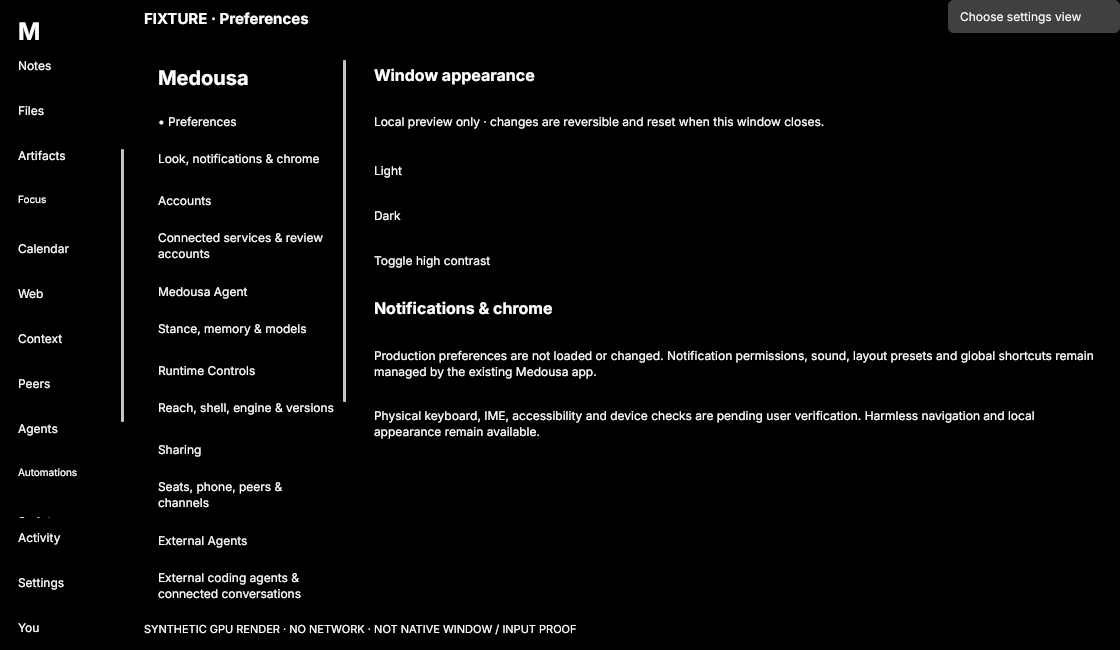 M
Notes
Files
Artifacts
Focus
Calendar
Web
Context
Peers
Agents
Automations
Activity
Settings
You
FIXTURE · Preferences
Choose settings view
Medousa
• Preferences
Look, notifications & chrome
Accounts
Connected services & review
accounts
Medousa Agent
Stance, memory & models
Runtime Controls
Reach, shell, engine & versions
Sharing
Seats, phone, peers &
channels
External Agents
External coding agents &
connected conversations
Window appearance
Local preview only · changes are reversible and reset when this window closes.
Light
Dark
Toggle high contrast
Notifications & chrome
Production preferences are not loaded or changed. Notification permissions, sound, layout presets and global shortcuts remain
managed by the existing Medousa app.
Physical keyboard, IME, accessibility and device checks are pending user verification. Harmless navigation and local
appearance remain available.
SYNTHETIC GPU RENDER · NO NETWORK · NOT NATIVE WINDOW / INPUT PROOF